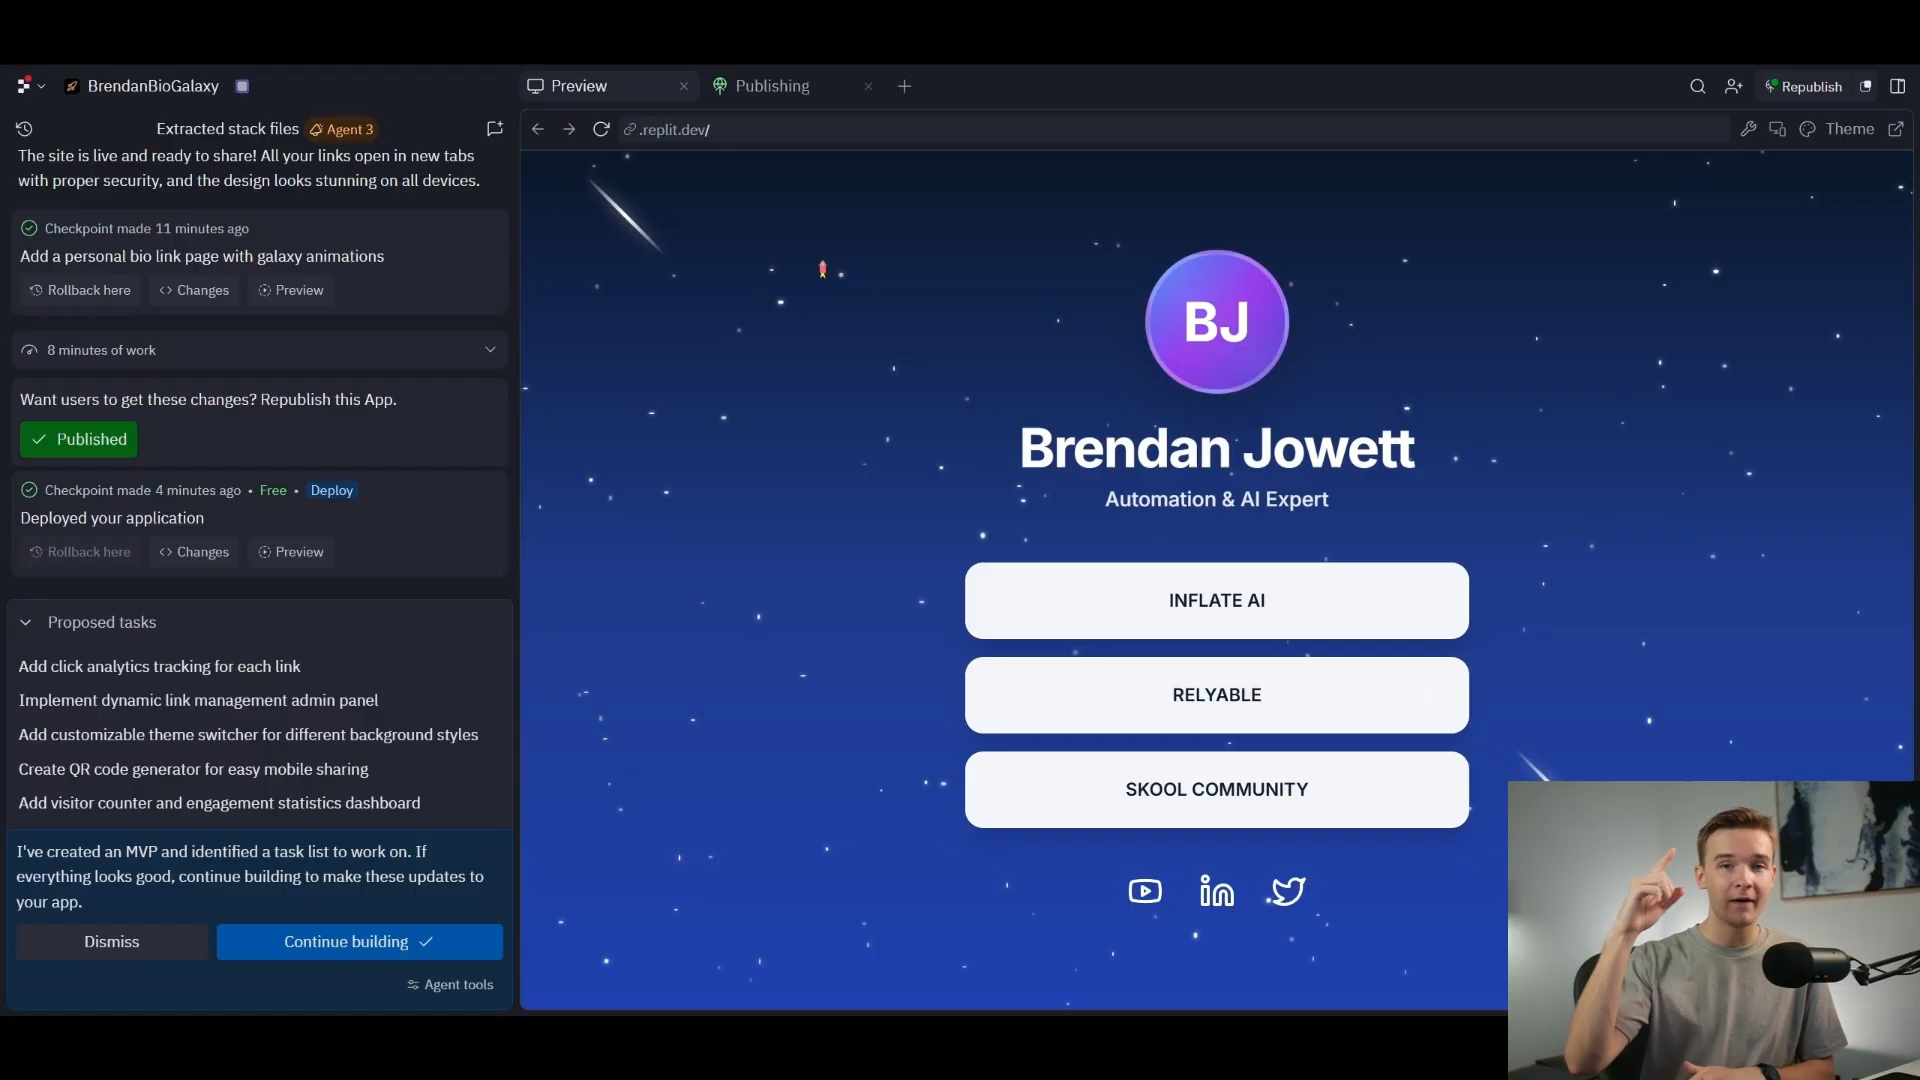 BrendanBioGalaxy
Preview
Publishing
Republish
Extracted stack files
Agent 3
.replit.dev/
Theme
The site is live and ready to share! All your links open in new tabs
with proper security, and the design looks stunning on all devices.
Checkpoint made 11 minutes ago
Add a personal bio link page with galaxy animations
Rollback here
Changes
Preview
8 minutes of work
Want users to get these changes? Republish this App.
Published
Checkpoint made 4 minutes ago • Free • Deploy
Deployed your application
Rollback here
Changes
Preview
Proposed tasks
Add click analytics tracking for each link
Implement dynamic link management admin panel
Add customizable theme switcher for different background styles
Create QR code generator for easy mobile sharing
Add visitor counter and engagement statistics dashboard
I've created an MVP and identified a task list to work on. If
everything looks good, continue building to make these updates to
your app.
Dismiss
Continue building
Agent tools
BJ
Brendan Jowett
Automation & AI Expert
INFLATE AI
RELYABLE
SKOOL COMMUNITY
in